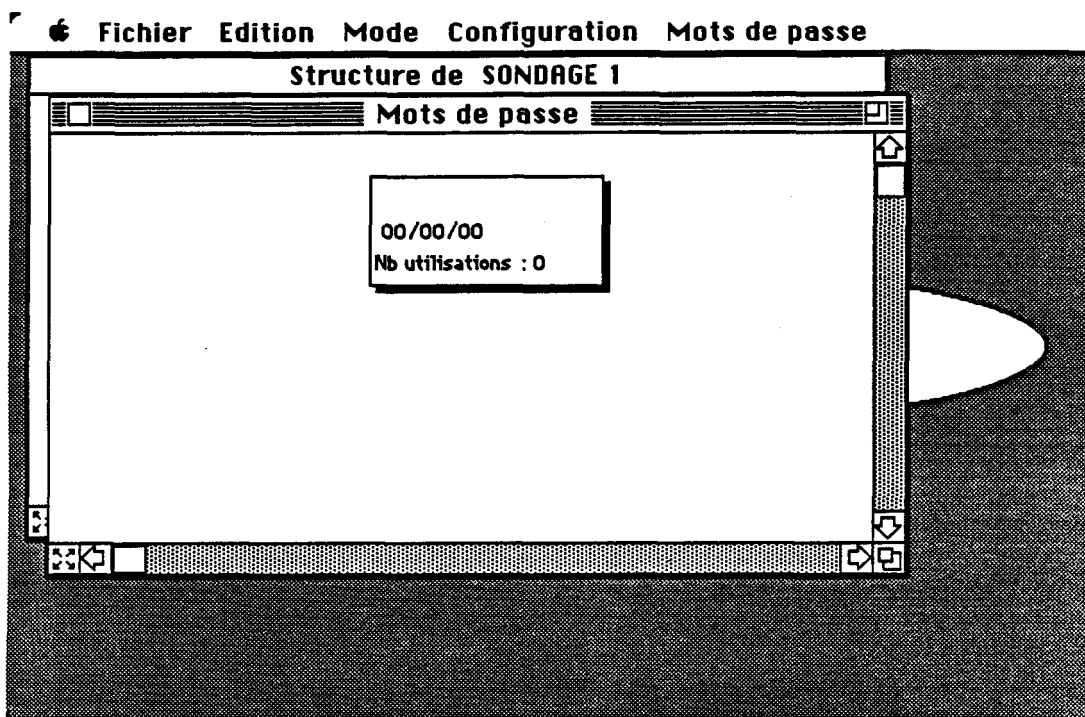 Fichier Edition Mode Configuration Mots de passe
Structure de SONDAGE 1
Mots de passe
00/00/00
Nb utilisations : 0